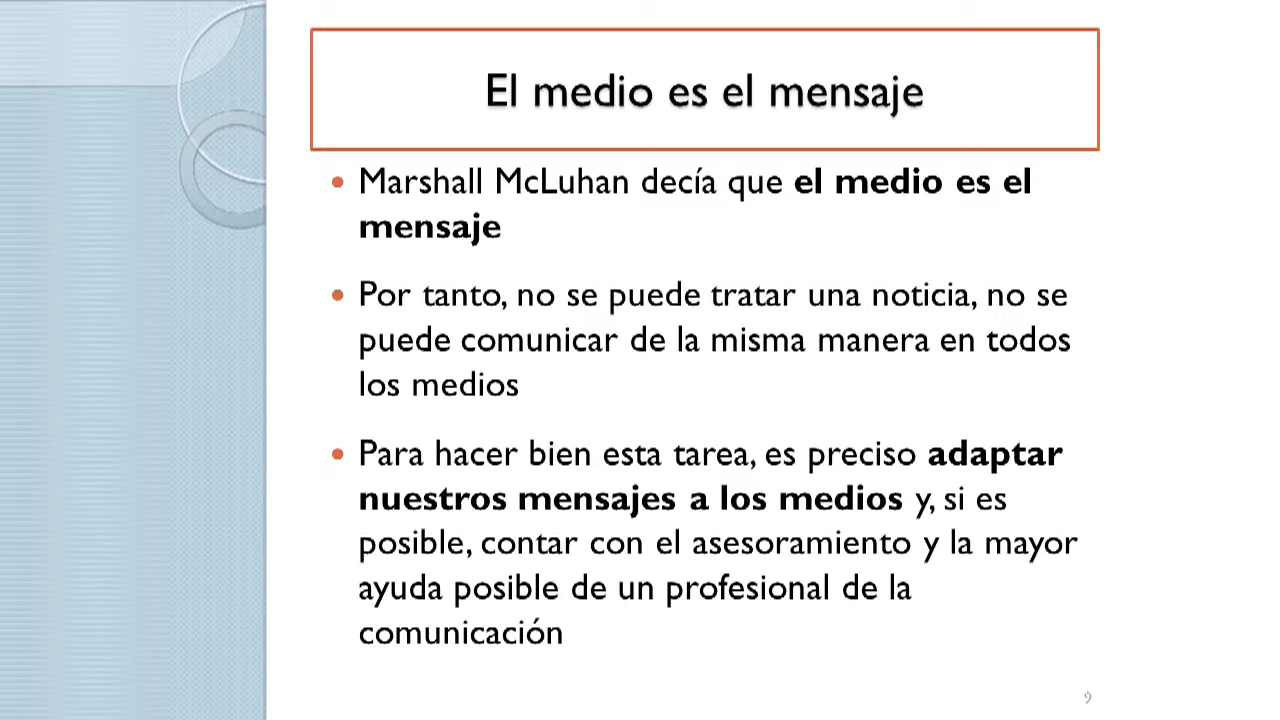 El medio es el mensaje
• Marshall McLuhan decía que el medio es el
mensaje
• Por tanto, no se puede tratar una noticia, no se
puede comunicar de la misma manera en todos
los medios
• Para hacer bien esta tarea, es preciso adaptar
nuestros mensajes a los medios y, si es
posible, contar con el asesoramiento y la mayor
ayuda posible de un profesional de la
comunicación
9